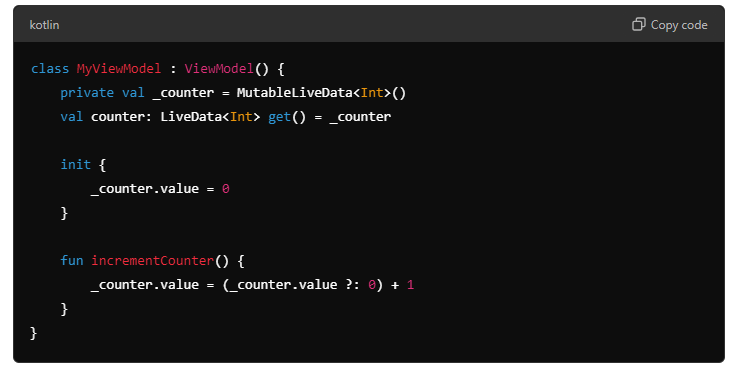 kotlin
Copy code
class MyViewModel : ViewModel() {
    private val _counter = MutableLiveData<Int>()
    val counter: LiveData<Int> get() = _counter

    init {
        _counter.value = 0
    }

    fun incrementCounter() {
        _counter.value = (_counter.value ?: 0) + 1
    }
}